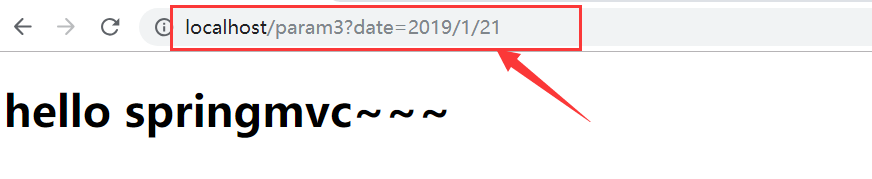 localhost/param3?date=2019/1/21
hello springmvc~~~